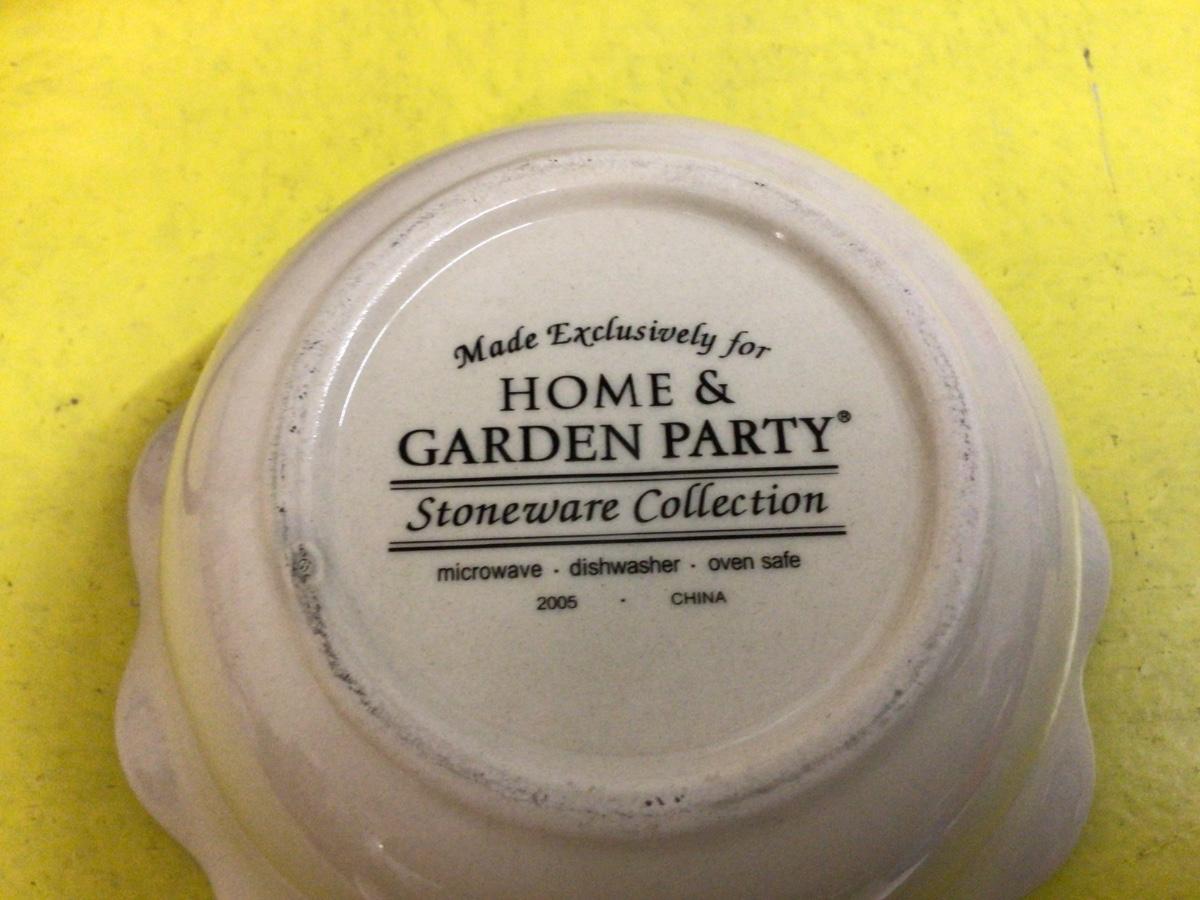 Made Exclusively for
HOME &
GARDEN PARTY®
Stoneware Collection
microwave · dishwasher · oven safe
2005 · CHINA